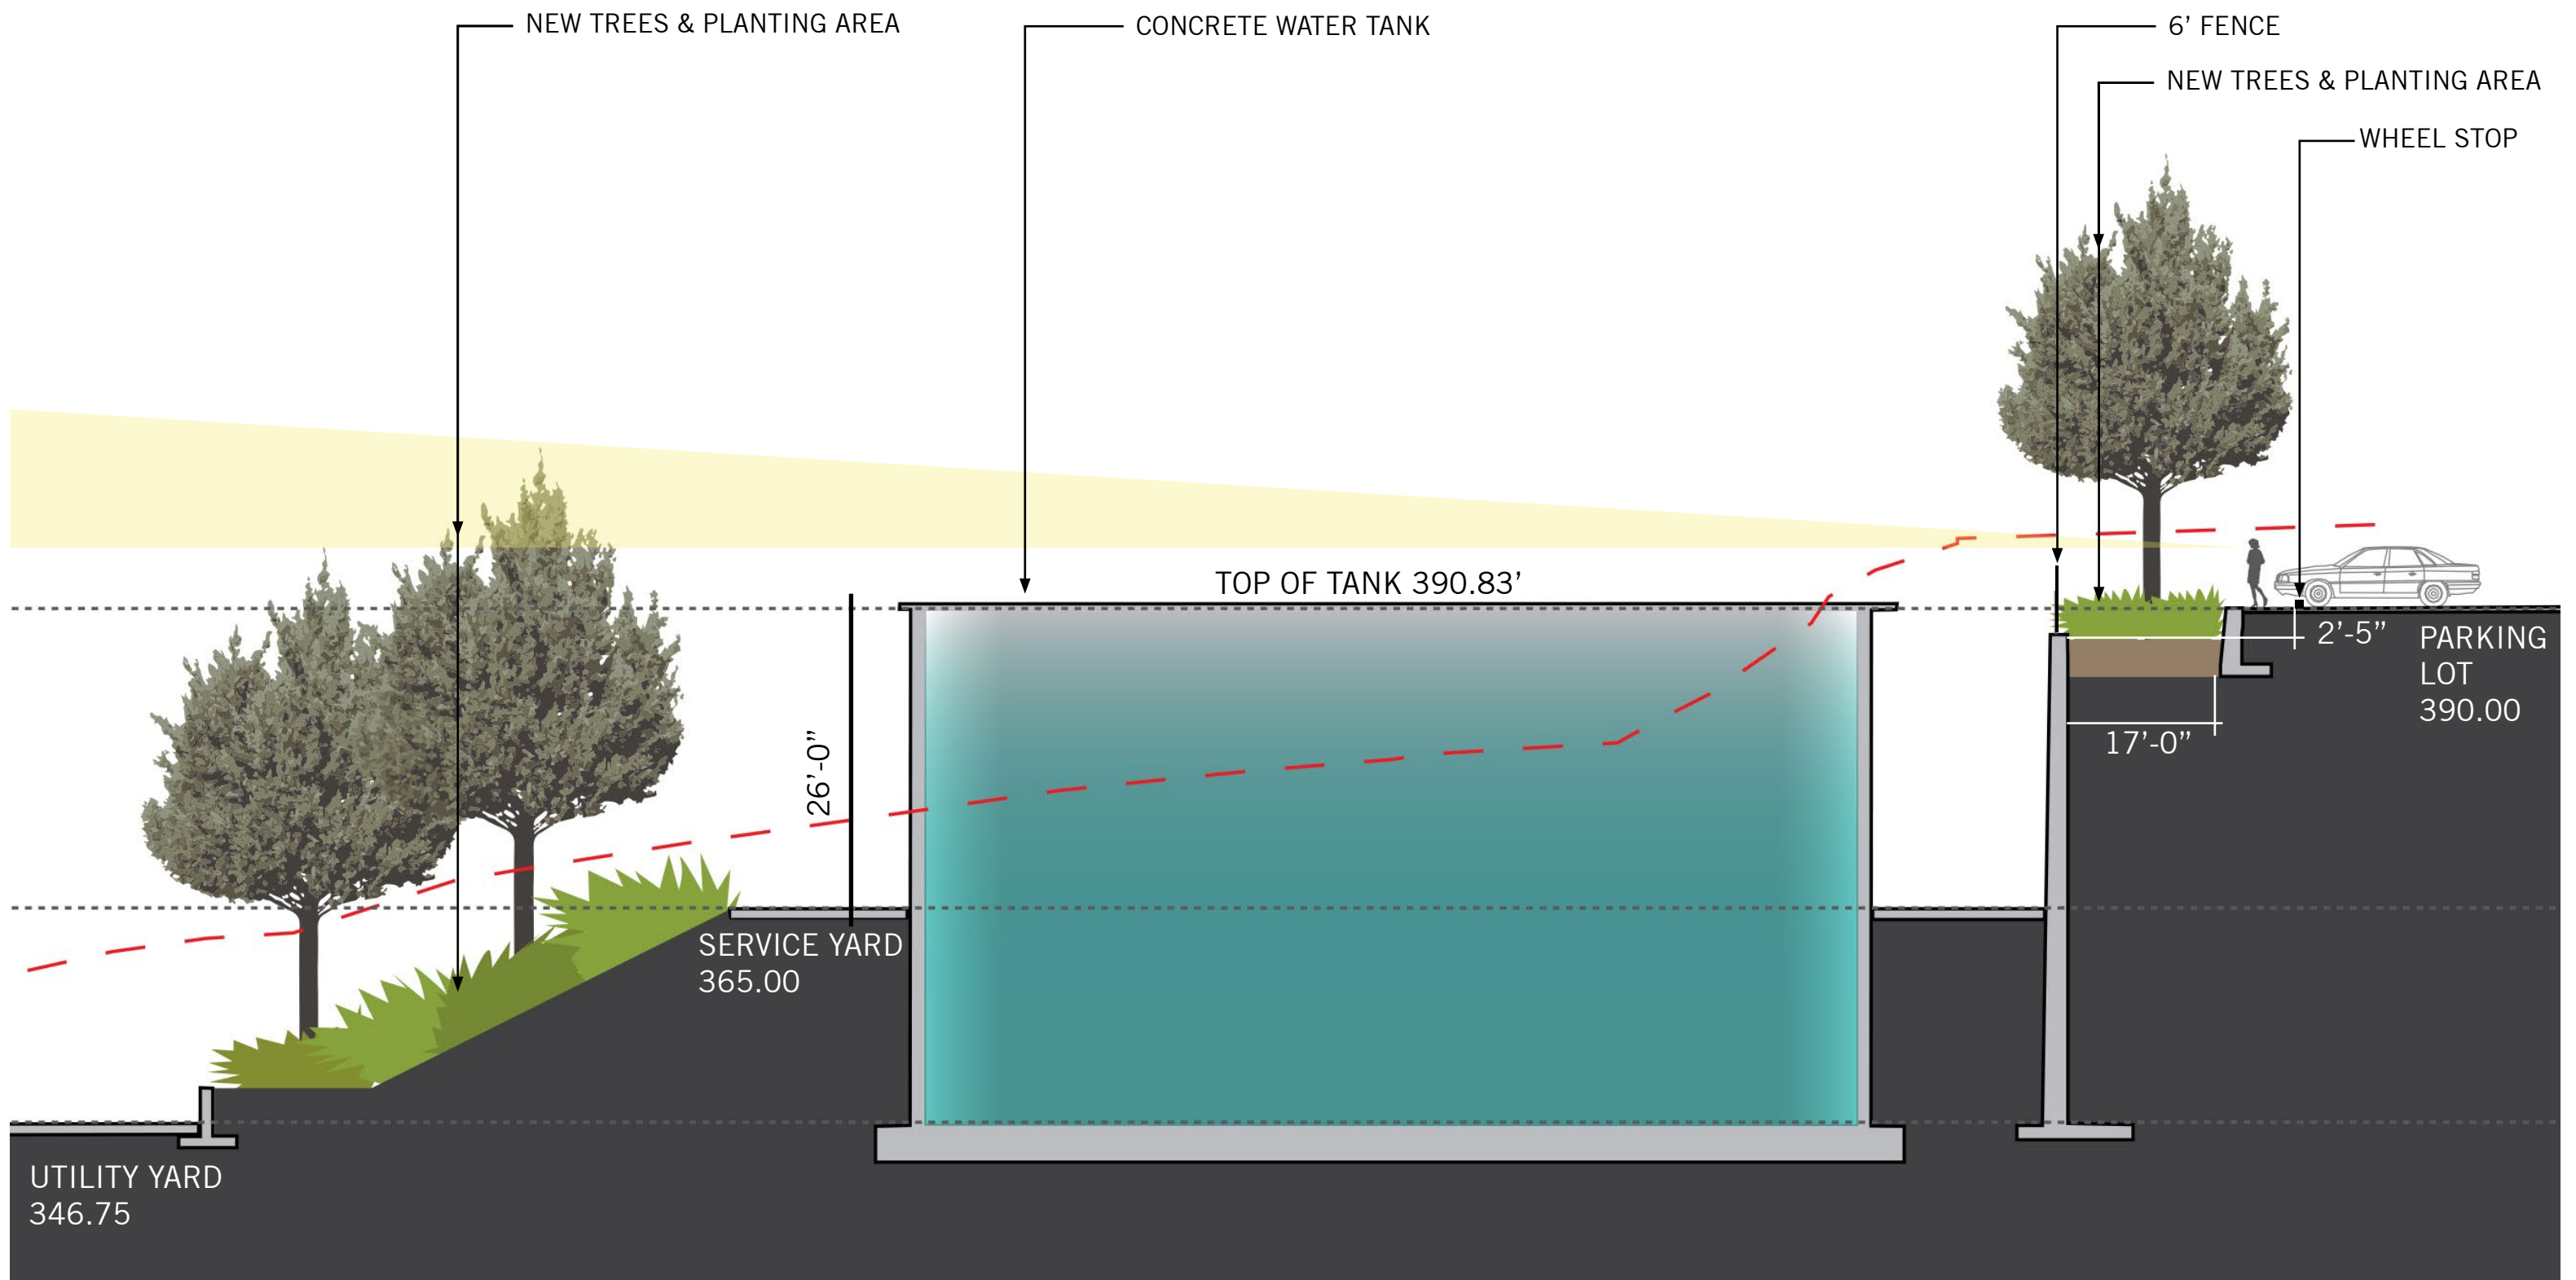 NEW TREES & PLANTING AREA
CONCRETE WATER TANK
6’ FENCE
NEW TREES & PLANTING AREA
WHEEL STOP
TOP OF TANK 390.83’
2’-5”
PARKING
LOT
390.00
17’-0”
26’-0”
SERVICE YARD
365.00
UTILITY YARD
346.75